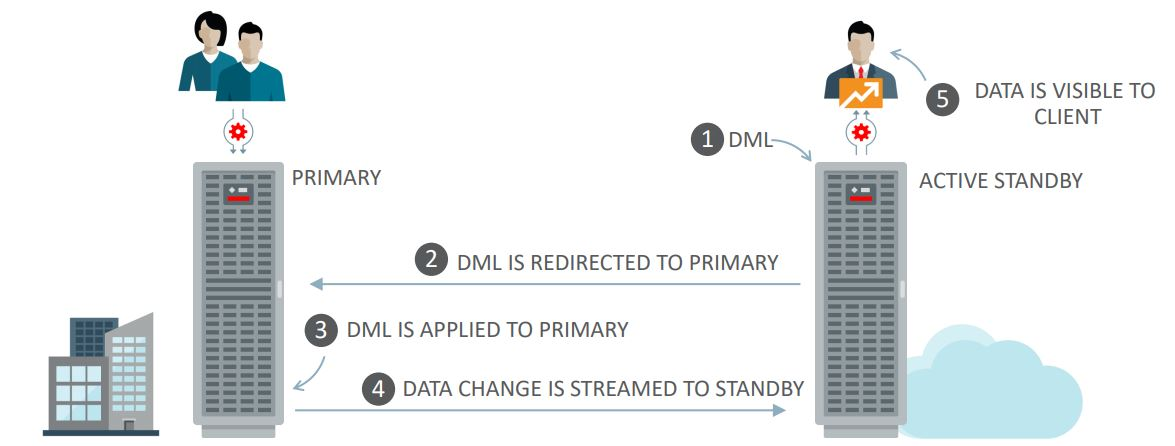 5 DATA IS VISIBLE TO
CLIENT
1 DML
PRIMARY
ACTIVE STANDBY
2 DML IS REDIRECTED TO PRIMARY
3 DML IS APPLIED TO PRIMARY
4 DATA CHANGE IS STREAMED TO STANDBY